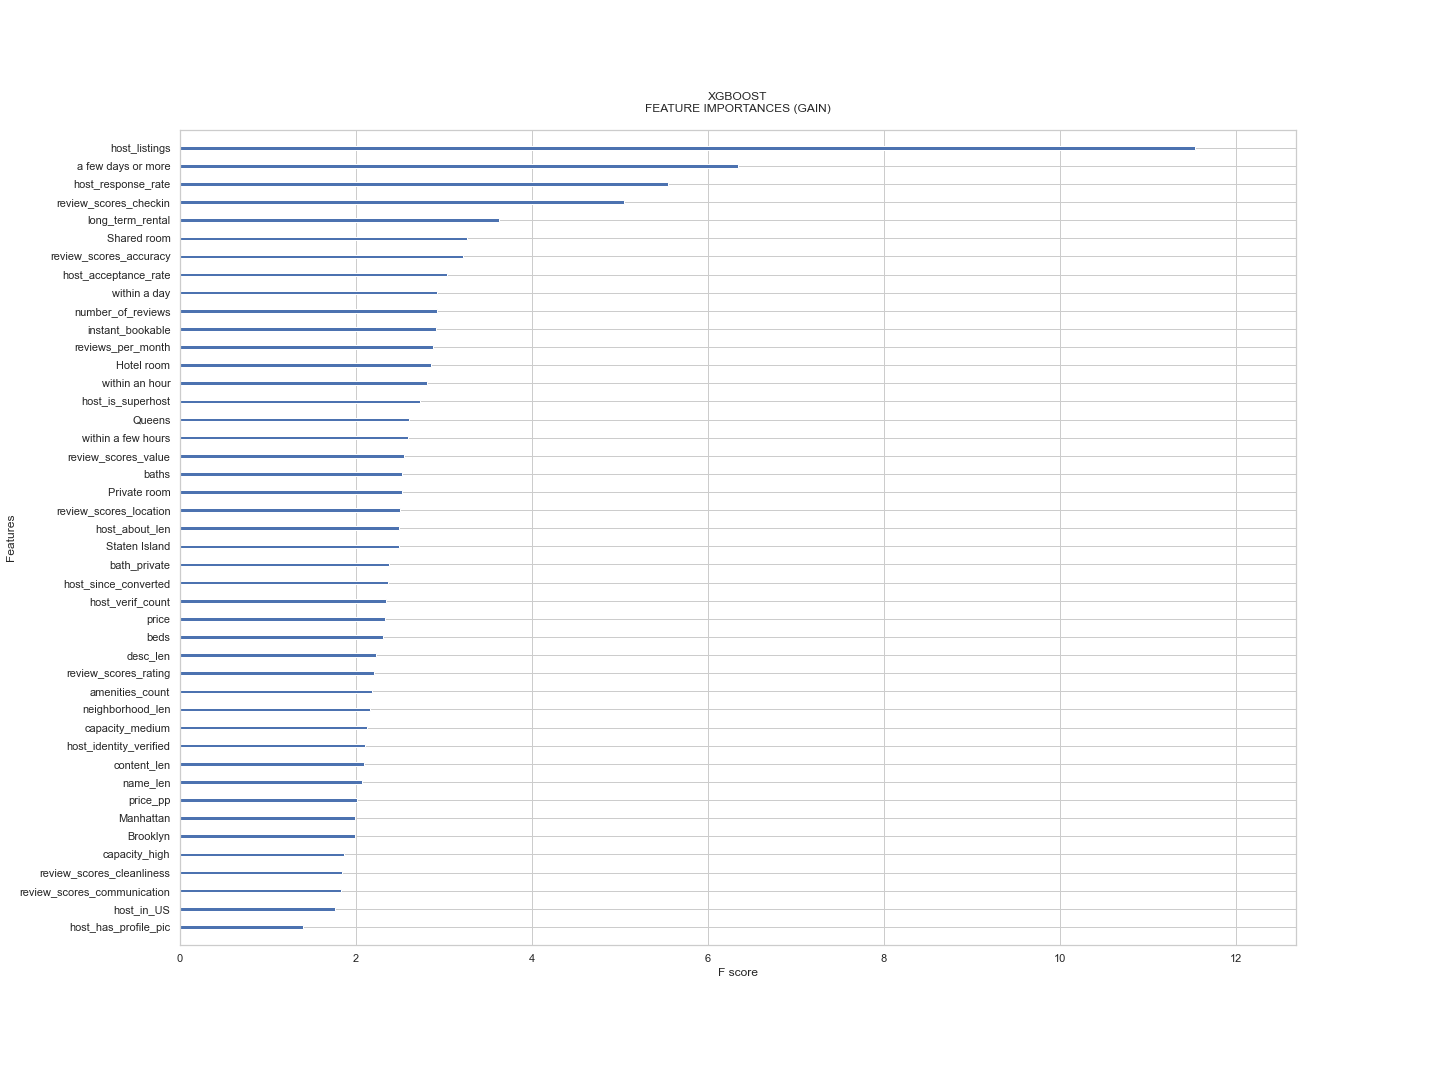 XGBOOST
FEATURE IMPORTANCES (GAIN)
host_listings
a few days or more
host_response_rate
review_scores_checkin
long_term_rental
Shared room
review_scores_accuracy
host_acceptance_rate
within a day
number_of_reviews
instant_bookable
reviews_per_month
Hotel room
within an hour
host_is_superhost
Queens
within a few hours
review_scores_value
baths
Private room
review_scores_location
host_about_len
Staten Island
bath_private
host_since_converted
host_verif_count
price
beds
desc_len
review_scores_rating
amenities_count
neighborhood_len
capacity_medium
host_identity_verified
content_len
name_len
price_pp
Manhattan
Brooklyn
capacity_high
review_scores_cleanliness
review_scores_communication
host_in_US
host_has_profile_pic
Features
0 2 4 6 8 10 12
F score